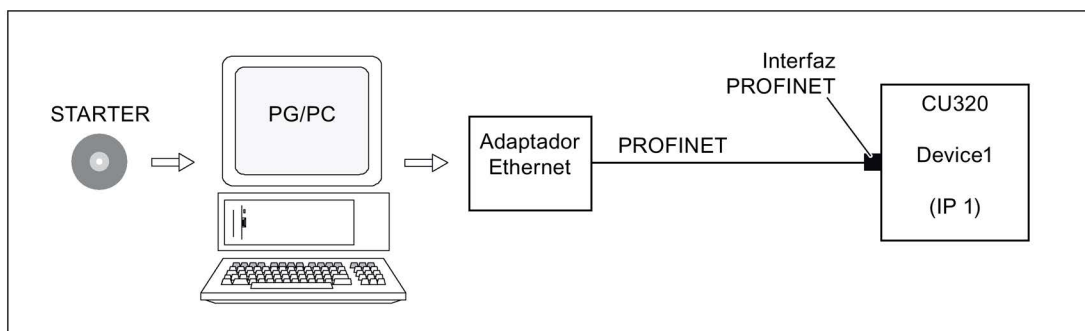 STARTER
PG/PC
Adaptador
Ethernet
PROFINET
Interfaz
PROFINET
CU320
Device1
(IP 1)